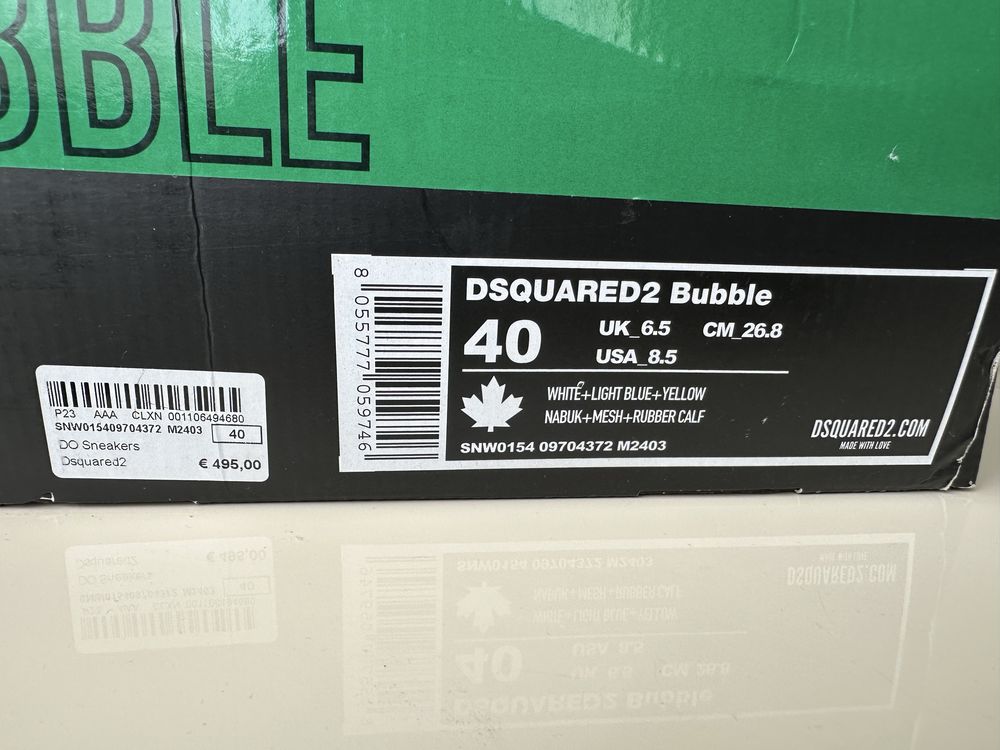 BBLE
8 055777 059746
DSQUARED2 Bubble
40
UK_6.5 CM_26.8
USA_8.5
WHITE+LIGHT BLUE+YELLOW
NABUK+MESH+RUBBER CALF
SNW0154 09704372 M2403
DSQUARED2.COM
MADE WITH LOVE
P23 AAA CLXN 001106494680
SNW015409704372 M2403 40
DO Sneakers
Dsquared2
€ 495,00